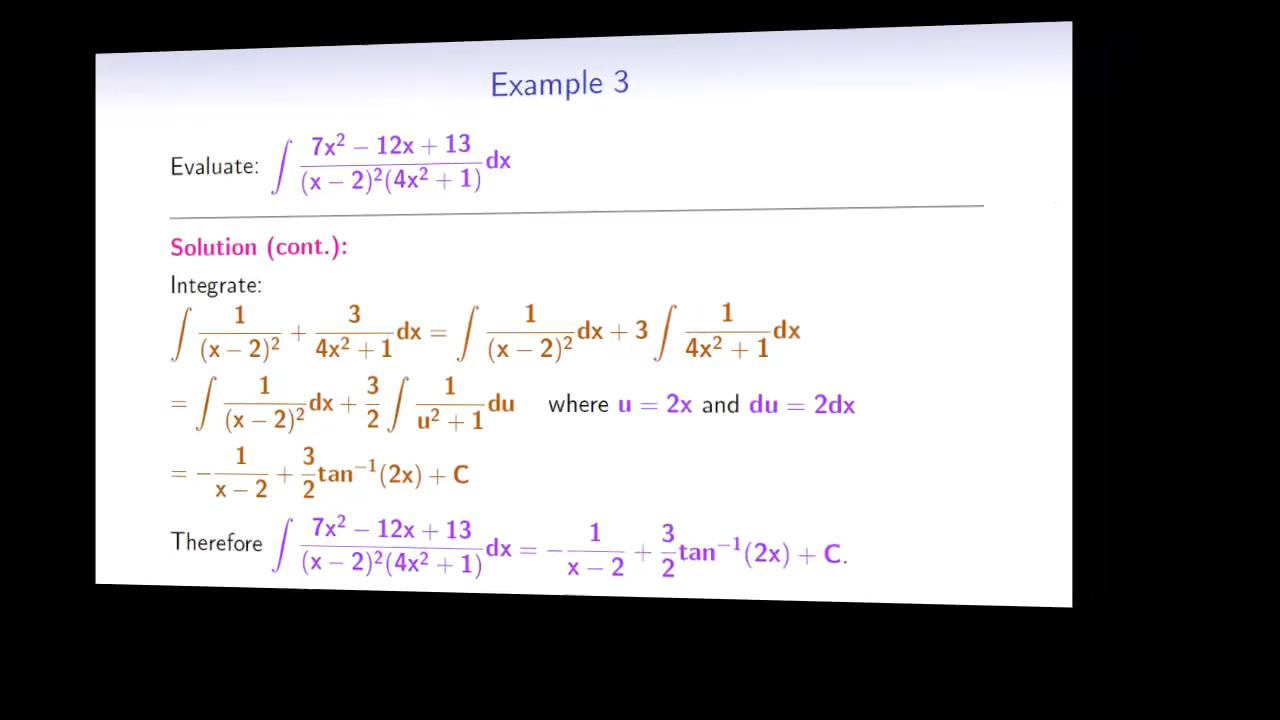 Example 3
Evaluate: ∫ (7x² − 12x + 13)/((x − 2)²(4x² + 1)) dx
Solution (cont.):
Integrate:
∫ 1/(x − 2)² + 3/(4x² + 1) dx = ∫ 1/(x − 2)² dx + 3 ∫ 1/(4x² + 1) dx
= ∫ 1/(x − 2)² dx + 3/2 ∫ 1/(u² + 1) du where u = 2x and du = 2dx
= −1/(x − 2) + 3/2 tan⁻¹(2x) + C
Therefore ∫ (7x² − 12x + 13)/((x − 2)²(4x² + 1)) dx = −1/(x − 2) + 3/2 tan⁻¹(2x) + C.